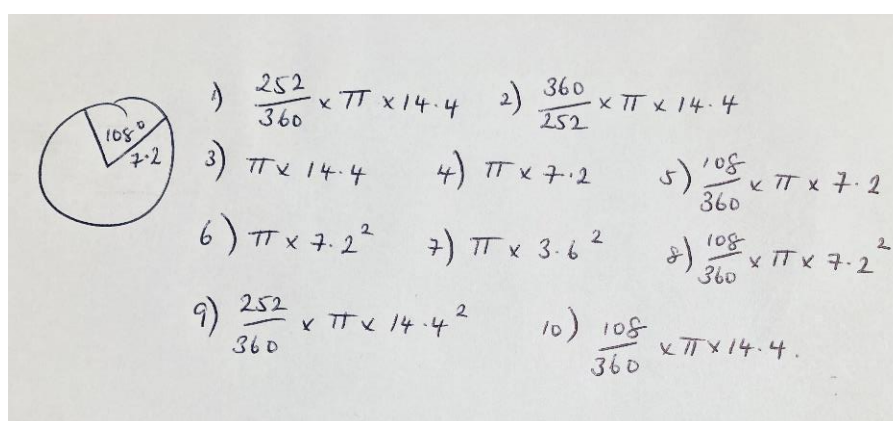 108°
7.2
1) 252/360 × π × 14.4 2) 360/252 × π × 14.4
3) π × 14.4 4) π × 7.2 5) 108/360 × π × 7.2
6) π × 7.2² 7) π × 3.6² 8) 108/360 × π × 7.2²
9) 252/360 × π × 14.4² 10) 108/360 × π × 14.4.